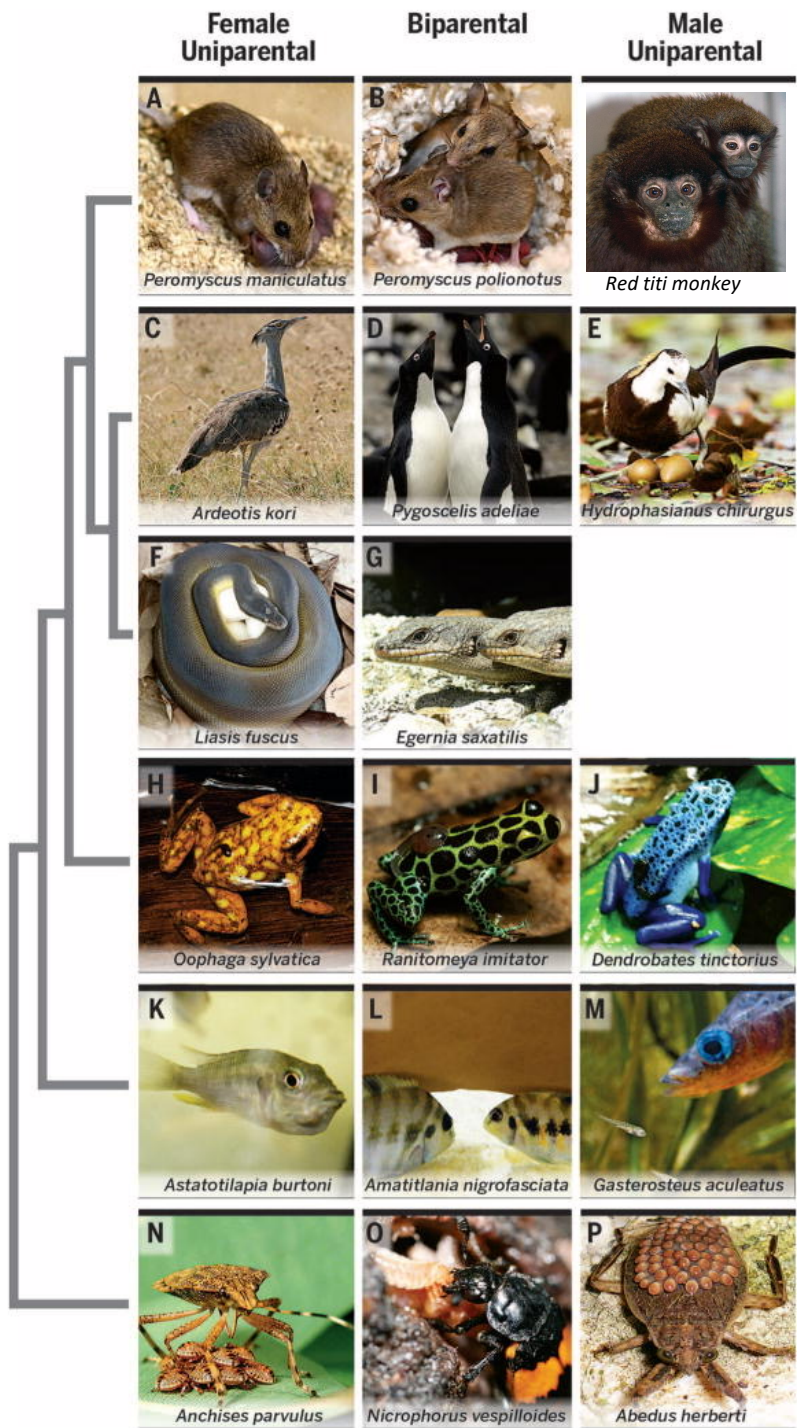 Female
Uniparental
Biparental
Male
Uniparental
A
Peromyscus maniculatus
B
Peromyscus polionotus
Red titi monkey
C
Ardeotis kori
D
Pygoscelis adeliae
E
Hydrophasianus chirurgus
F
Liasis fuscus
G
Egernia saxatilis
H
Oophaga sylvatica
I
Ranitomeya imitator
J
Dendrobates tinctorius
K
Astatotilapia burtoni
L
Amatitlania nigrofasciata
M
Gasterosteus aculeatus
N
Anchises parvulus
O
Nicrophorus vespilloides
P
Abedus herberti